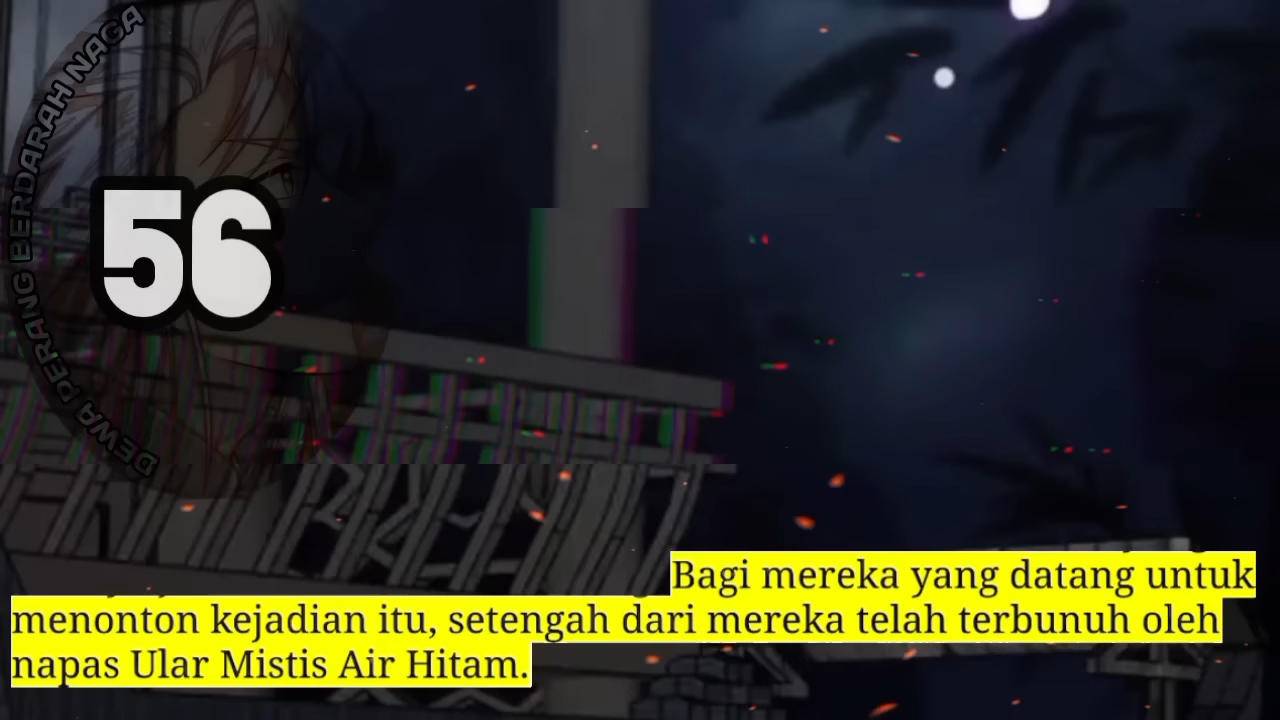 DEWA PERANG BERDARAH NAGA
56
Bagi mereka yang datang untuk
menonton kejadian itu, setengah dari mereka telah terbunuh oleh
napas Ular Mistis Air Hitam.